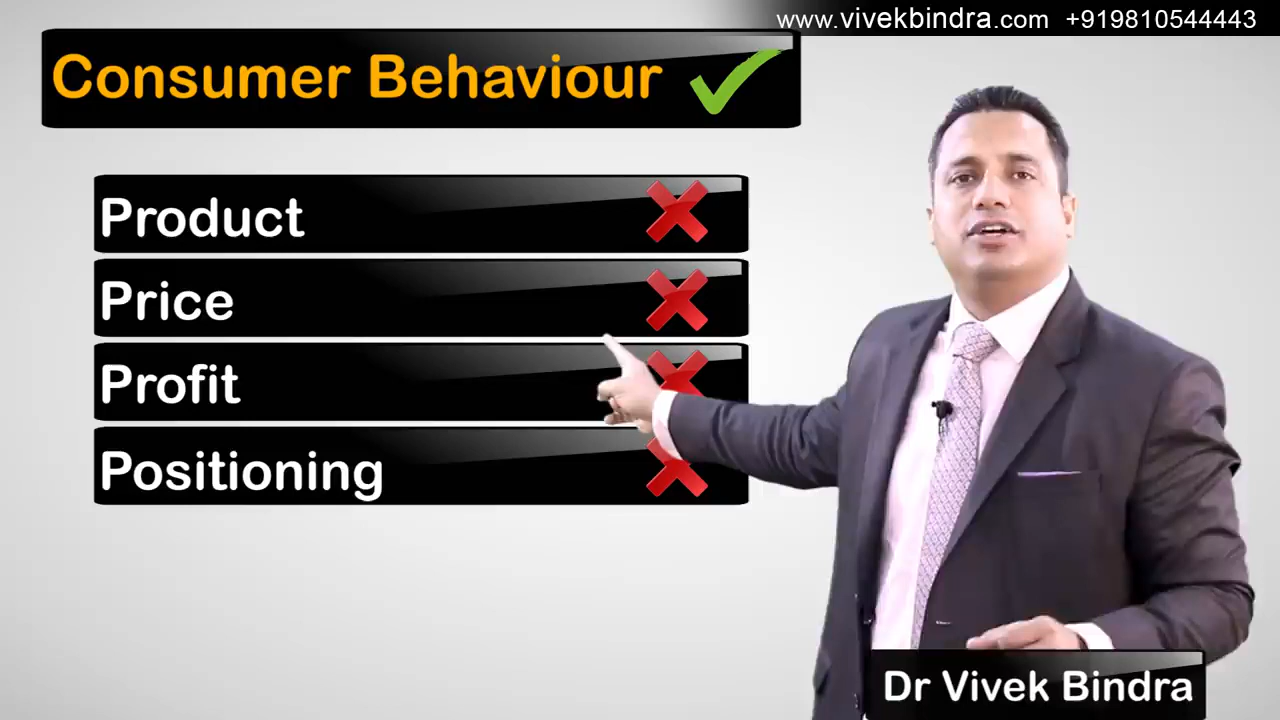 www.vivekbindra.com +919810544443
Consumer Behaviour
Product
Price
Profit
Positioning
Dr Vivek Bindra